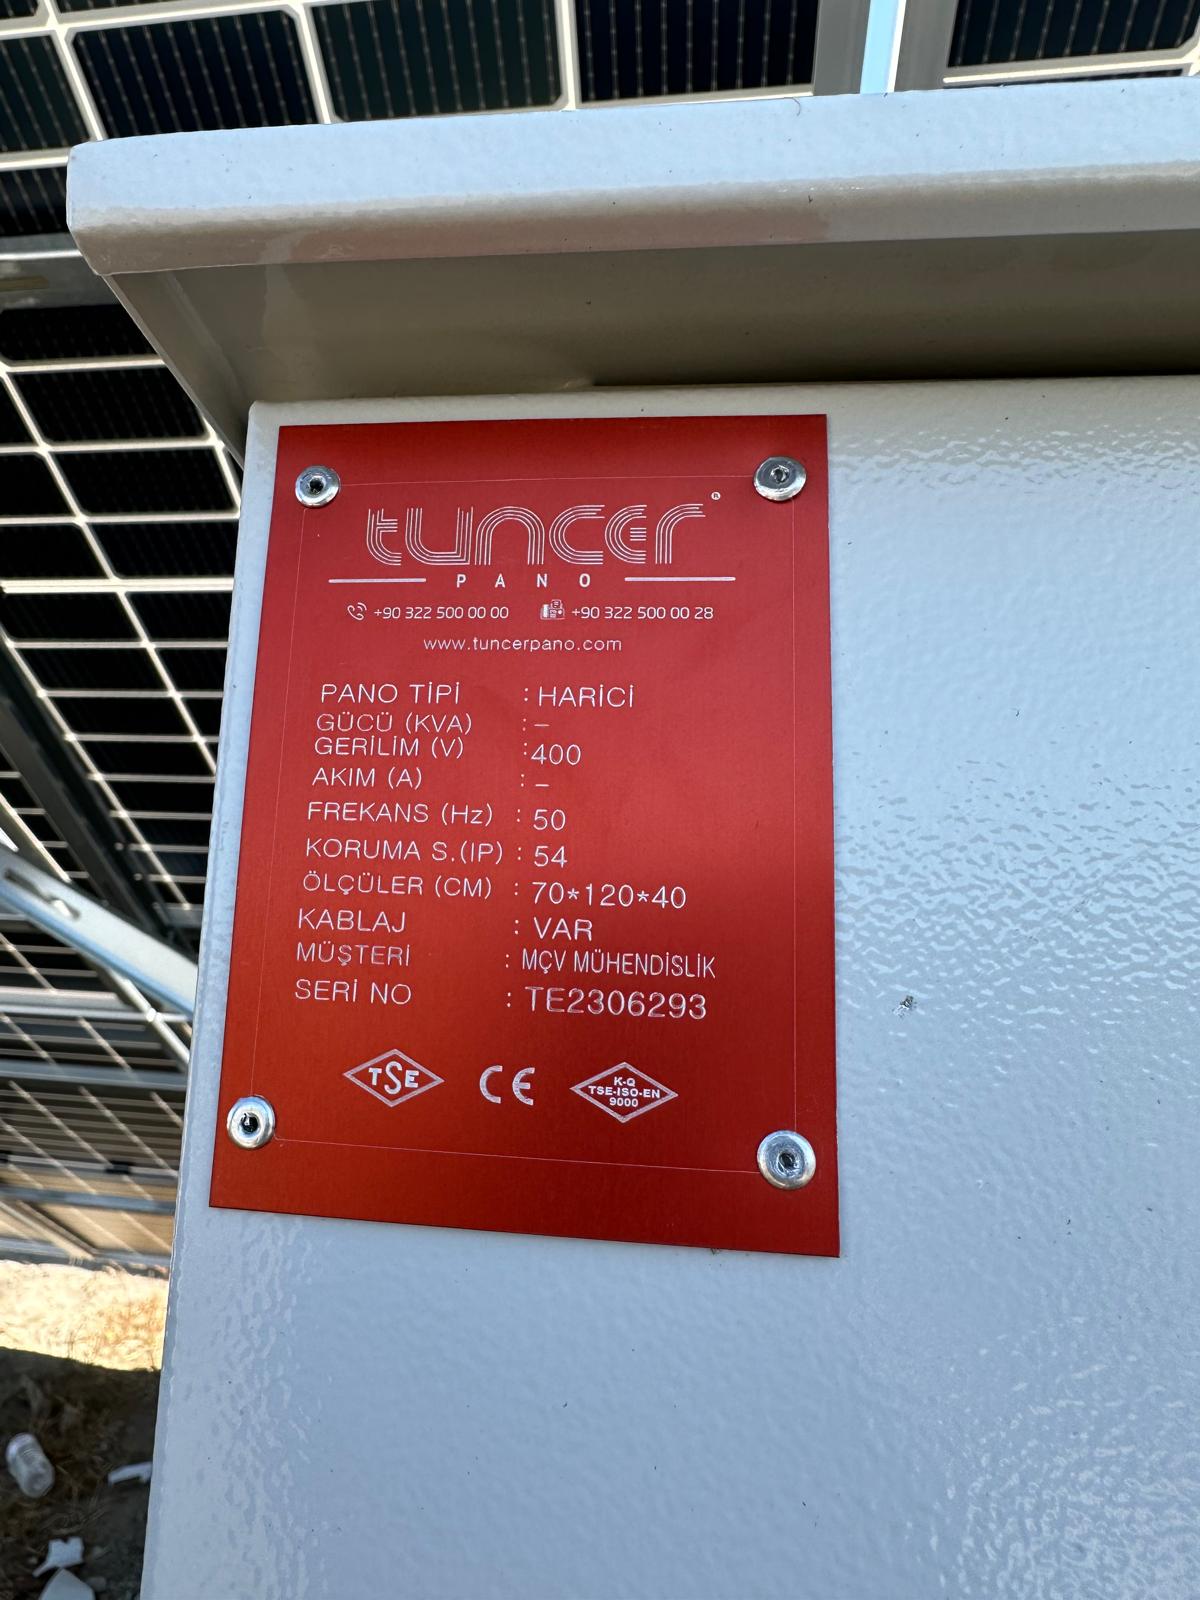 tuncer ®
PANO
+90 322 500 00 00 +90 322 500 00 28
www.tuncerpano.com
PANO TİPİ : HARİCİ
GÜCÜ (KVA) : –
GERİLİM (V) : 400
AKIM (A) : –
FREKANS (Hz) : 50
KORUMA S.(IP) : 54
ÖLÇÜLER (CM) : 70*120*40
KABLAJ : VAR
MÜŞTERİ : MÇV MÜHENDİSLİK
SERİ NO : TE2306293
TSE CE K-Q
TSE-ISO-EN
9000